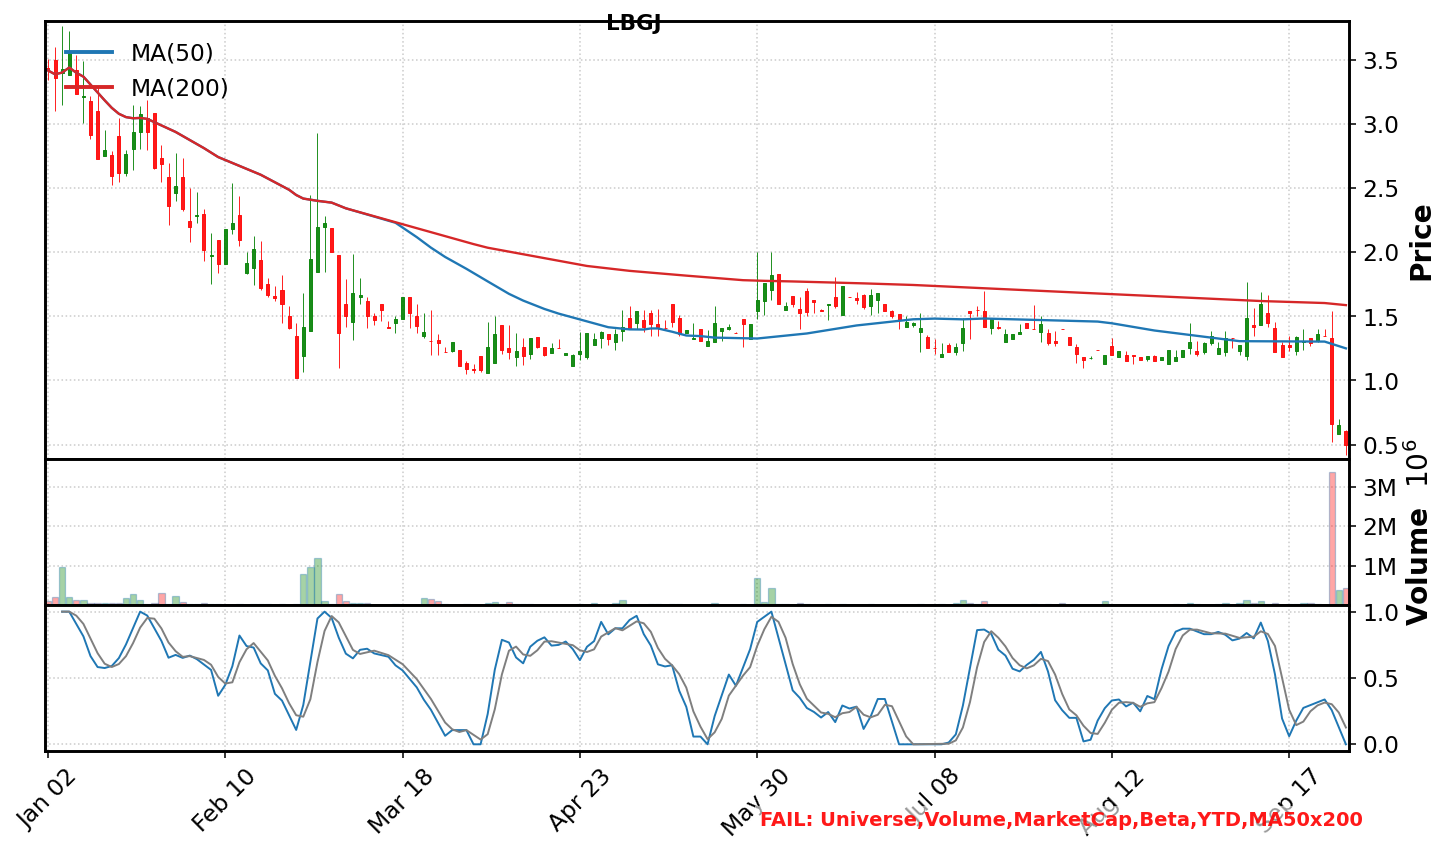 LBGJ
MA(50)
MA(200)
3.5
3.0
2.5
2.0
1.5
1.0
0.5
Price
3M
2M
1M
Volume 10^6
1.0
0.5
0.0
Jan 02
Feb 10
Mar 18
Apr 23
May 30
Jul 08
Aug 12
Sep 17
FAIL: Universe,Volume,MarketCap,Beta,YTD,MA50x200